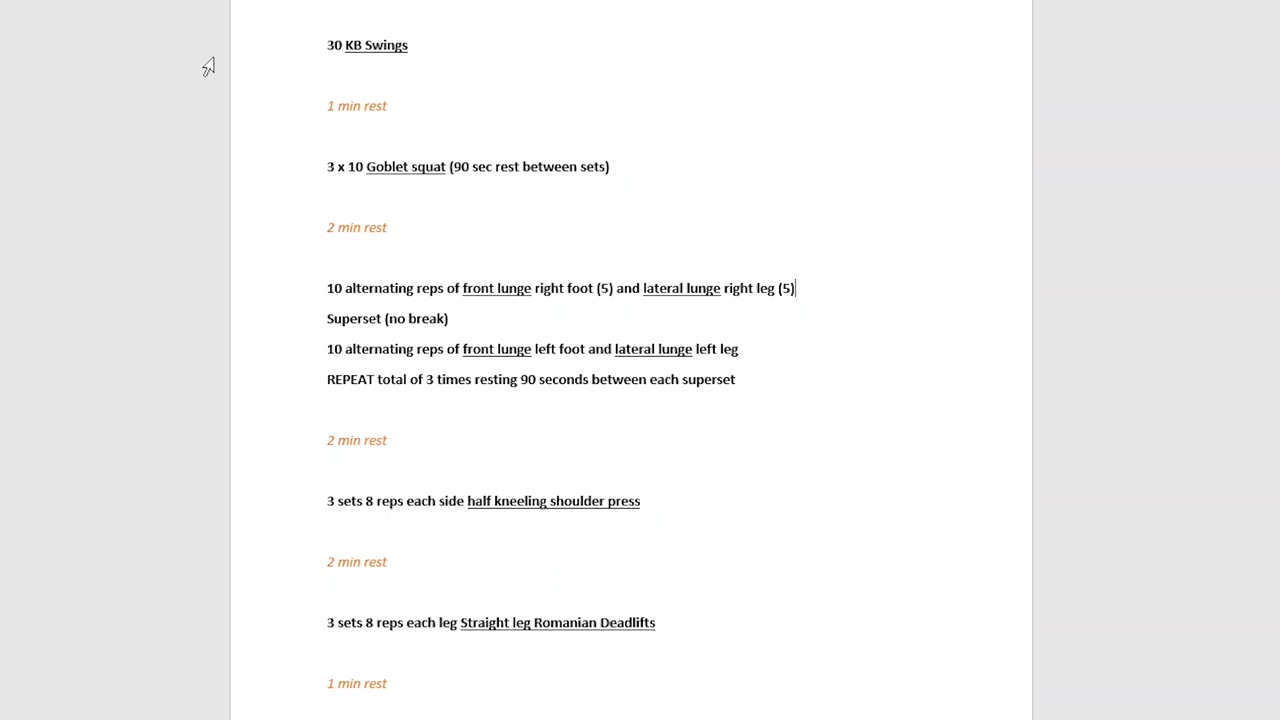 30 KB Swings
1 min rest
3 x 10 Goblet squat (90 sec rest between sets)
2 min rest
10 alternating reps of front lunge right foot (5) and lateral lunge right leg (5)
Superset (no break)
10 alternating reps of front lunge left foot and lateral lunge left leg
REPEAT total of 3 times resting 90 seconds between each superset
2 min rest
3 sets 8 reps each side half kneeling shoulder press
2 min rest
3 sets 8 reps each leg Straight leg Romanian Deadlifts
1 min rest